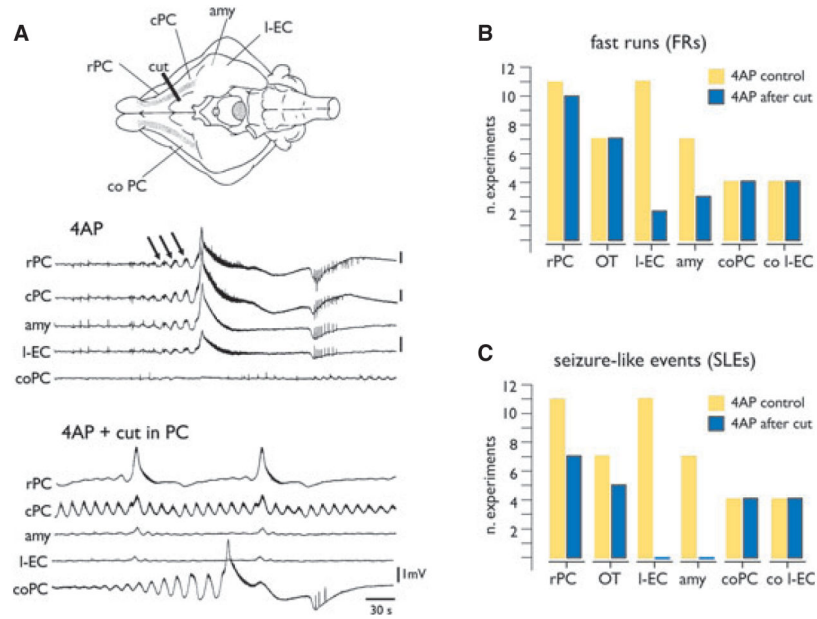 A
amy
cPC
l-EC
rPC
cut
co PC
4AP
rPC
cPC
amy
l-EC
coPC
4AP + cut in PC
rPC
cPC
amy
l-EC
coPC
1mV
30 s
B
fast runs (FRs)
4AP control
4AP after cut
n. experiments
12
10
8
6
4
2
rPC OT l-EC amy coPC co l-EC
C
seizure-like events (SLEs)
4AP control
4AP after cut
n. experiments
12
10
8
6
4
2
rPC OT l-EC amy coPC co l-EC